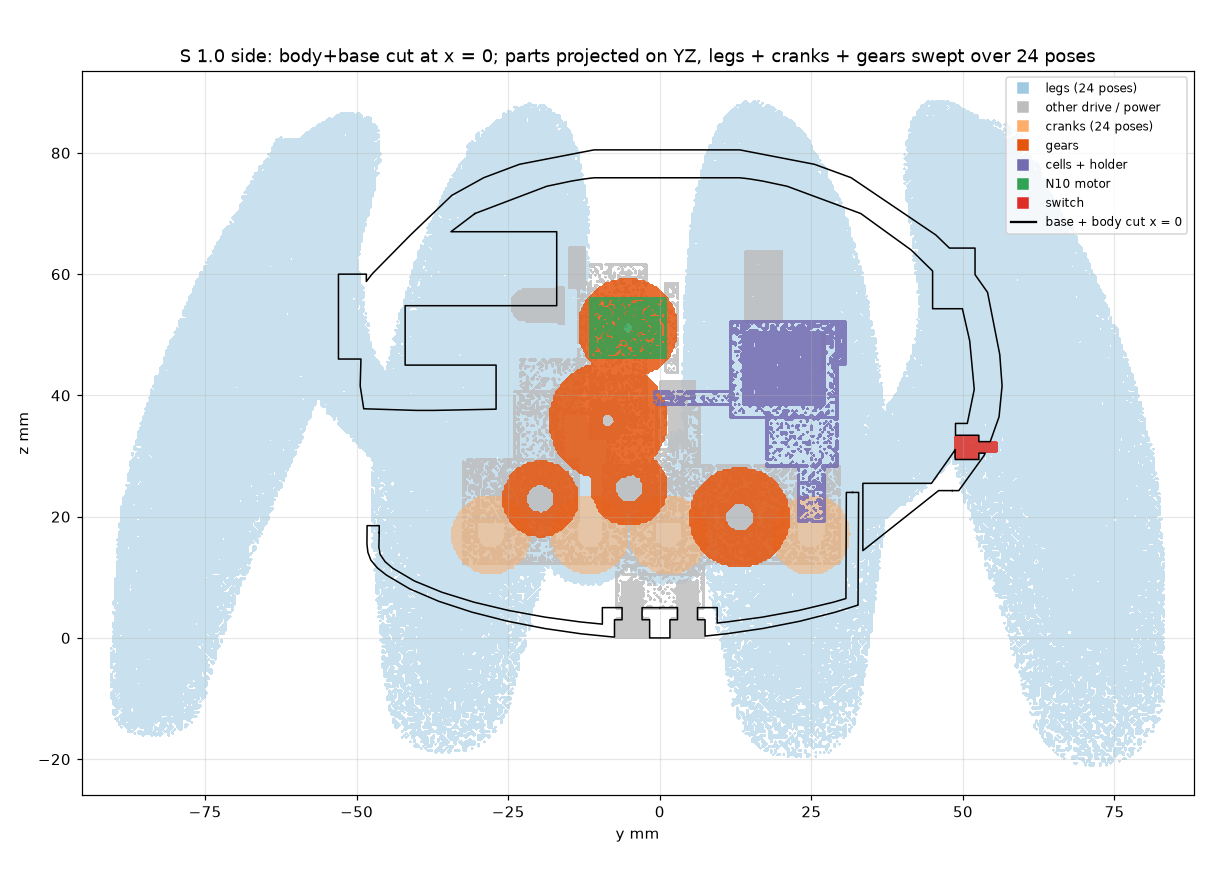 S 1.0 side: body+base cut at x = 0; parts projected on YZ, legs + cranks + gears swept over 24 poses
legs (24 poses)
other drive / power
cranks (24 poses)
gears
cells + holder
N10 motor
switch
base + body cut x = 0
80
60
40
20
0
−20
z mm
−75
−50
−25
0
25
50
75
y mm